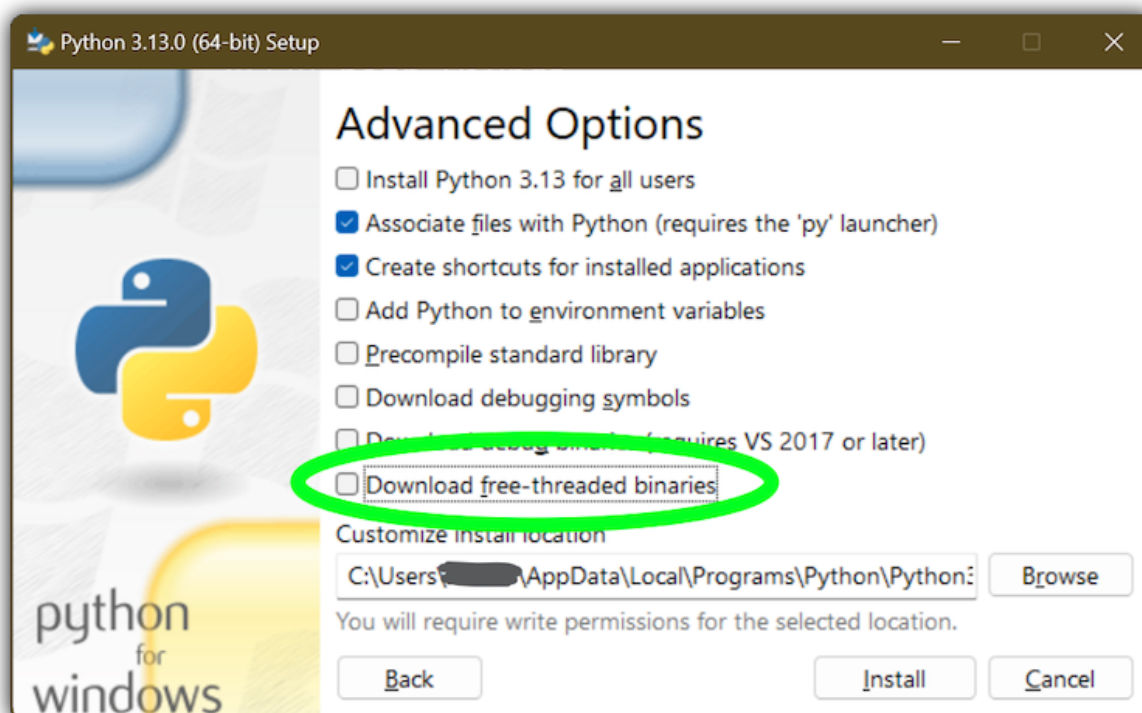 Python 3.13.0 (64-bit) Setup
Advanced Options
Install Python 3.13 for all users
Associate files with Python (requires the 'py' launcher)
Create shortcuts for installed applications
Add Python to environment variables
Precompile standard library
Download debugging symbols
Download debug binaries (requires VS 2017 or later)
Download free-threaded binaries
Customize install location
C:\Users\ \AppData\Local\Programs\Python\Python3
Browse
You will require write permissions for the selected location.
Back
Install
Cancel
python
for
windows